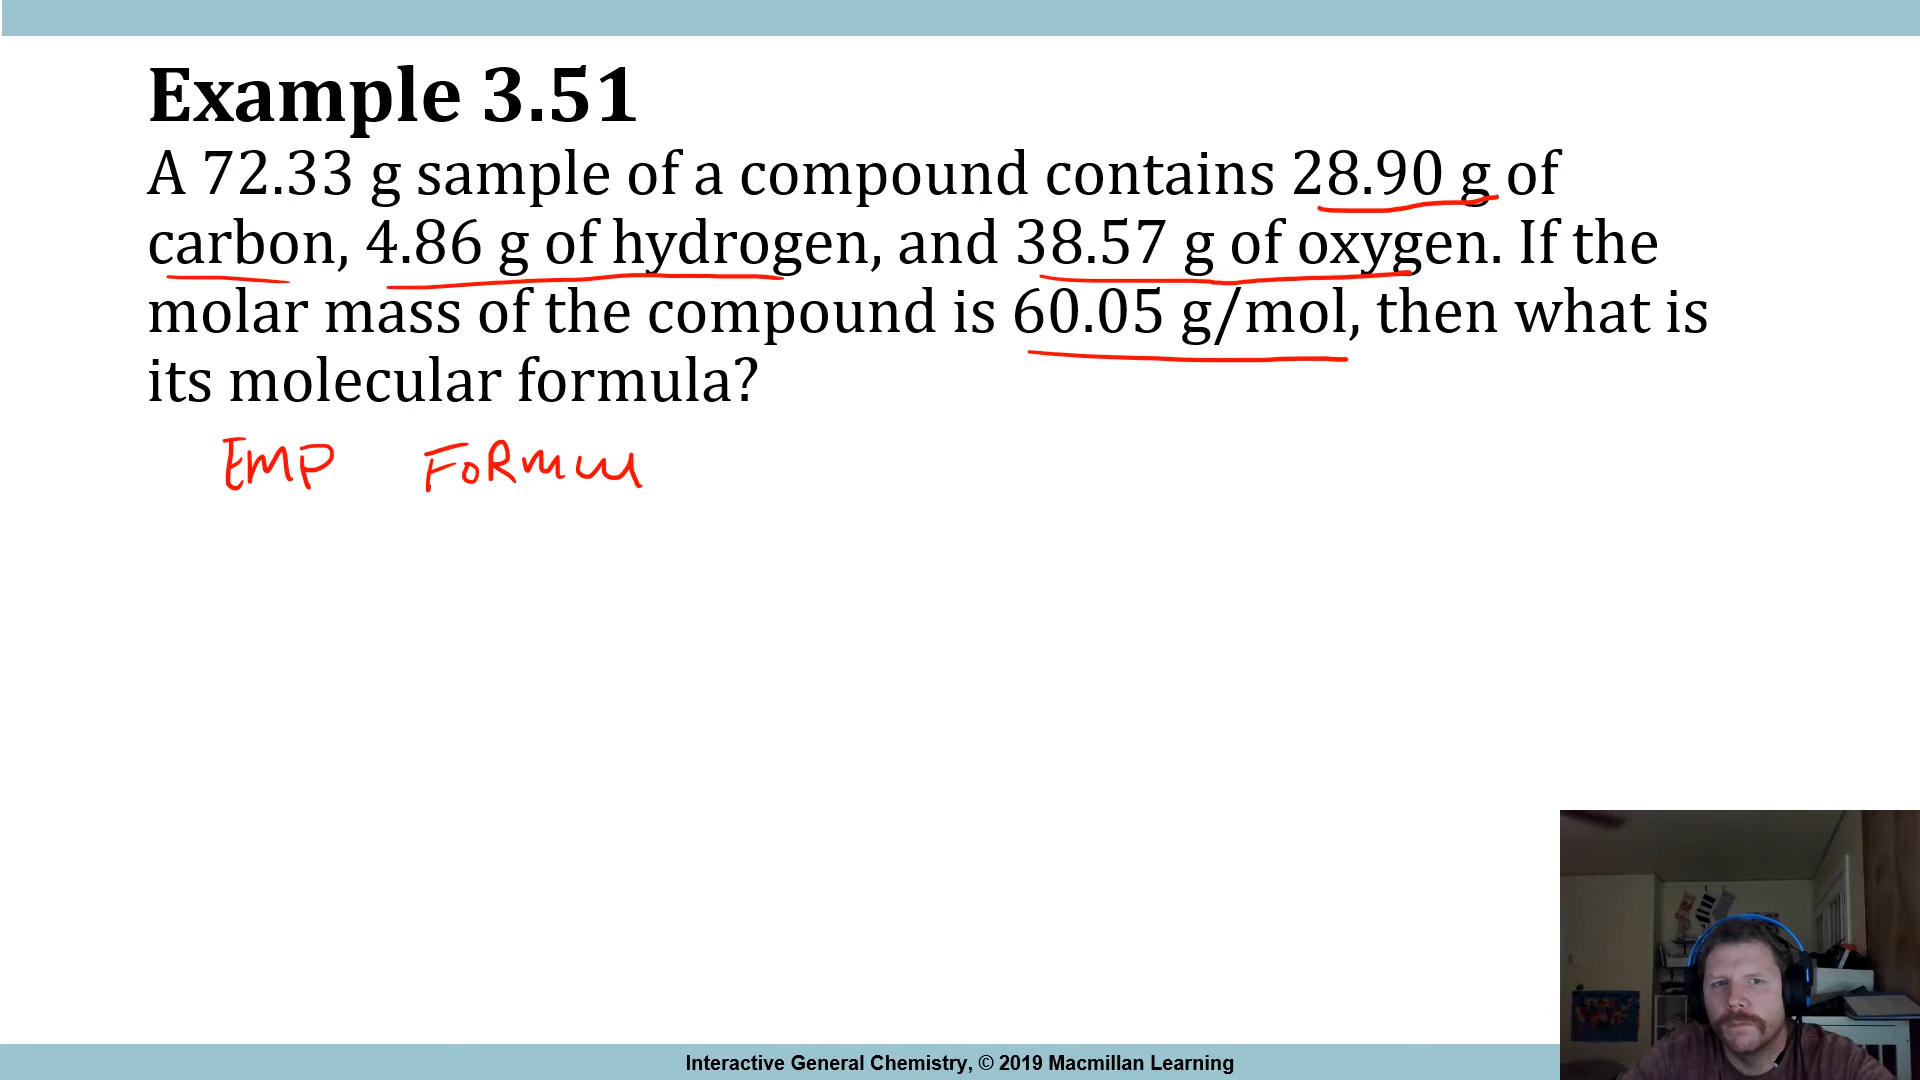 Example 3.51
A 72.33 g sample of a compound contains 28.90 g of
carbon, 4.86 g of hydrogen, and 38.57 g of oxygen. If the
molar mass of the compound is 60.05 g/mol, then what is
its molecular formula?
EMP
Interactive General Chemistry, © 2019 Macmillan Learning